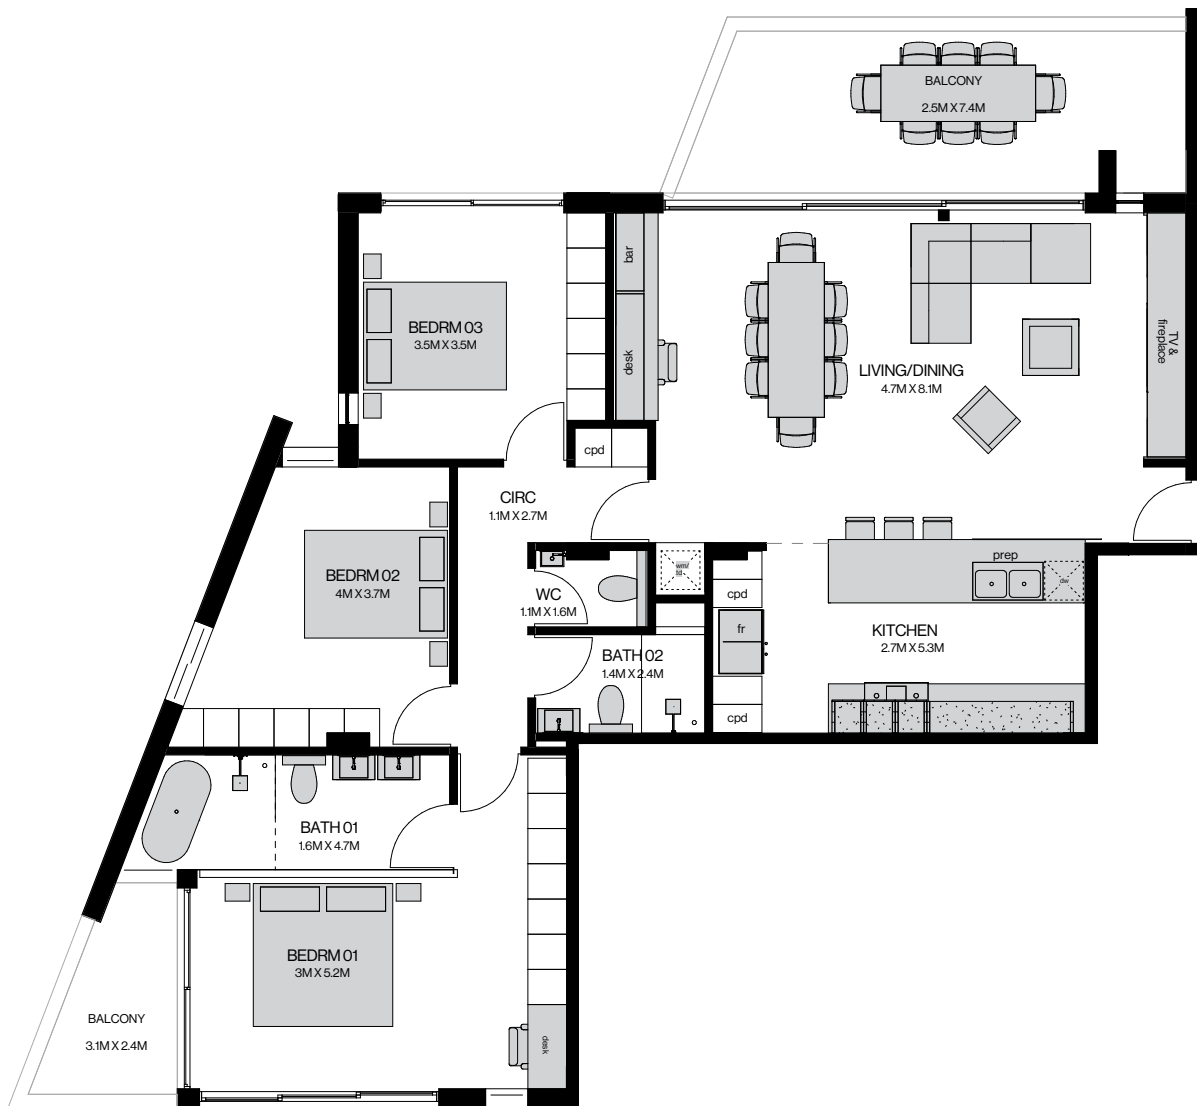 BALCONY
2.5M X 7.4M
bar
desk
BEDRM 03
3.5M X 3.5M
LIVING/DINING
4.7M X 8.1M
TV &
fireplace
cpd
CIRC
1.1M X 2.7M
BEDRM 02
4M X 3.7M
WC
1.1M X 1.6M
wm/
td
prep
dw
cpd
fr
KITCHEN
2.7M X 5.3M
BATH 02
1.4M X 2.4M
cpd
BATH 01
1.6M X 4.7M
BEDRM 01
3M X 5.2M
BALCONY
3.1M X 2.4M
desk